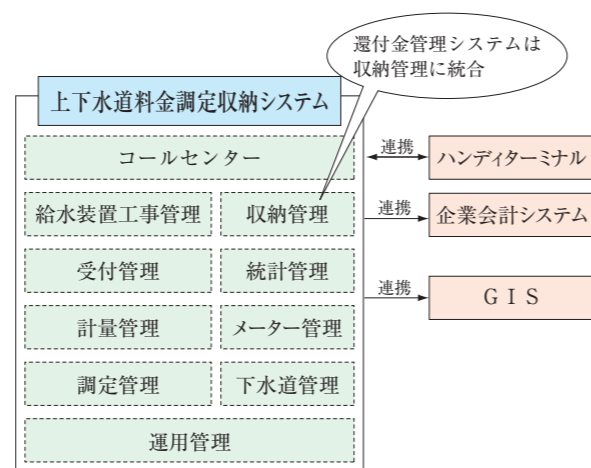 還付金管理システムは
収納管理に統合
上下水道料金調定収納システム
コールセンター
連携
ハンディターミナル
給水装置工事管理
収納管理
連携
企業会計システム
受付管理
統計管理
連携
GIS
計量管理
メーター管理
調定管理
下水道管理
運用管理